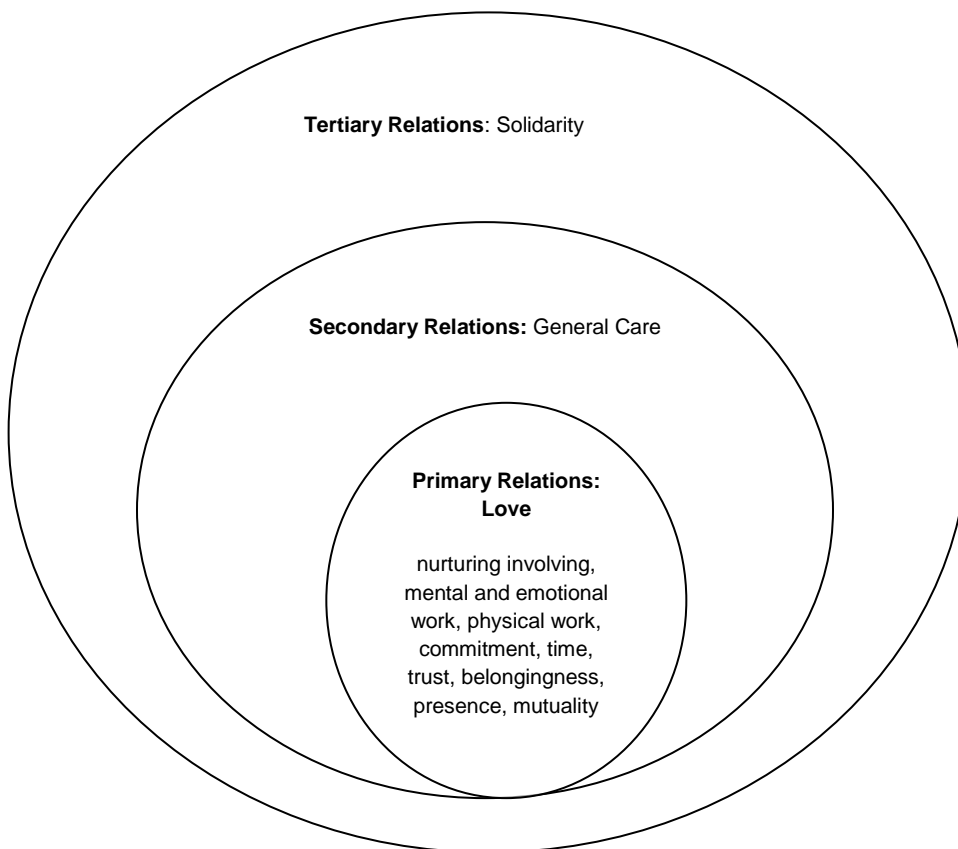 Tertiary Relations: Solidarity
Secondary Relations: General Care
Primary Relations:
Love
nurturing involving,
mental and emotional
work, physical work,
commitment, time,
trust, belongingness,
presence, mutuality